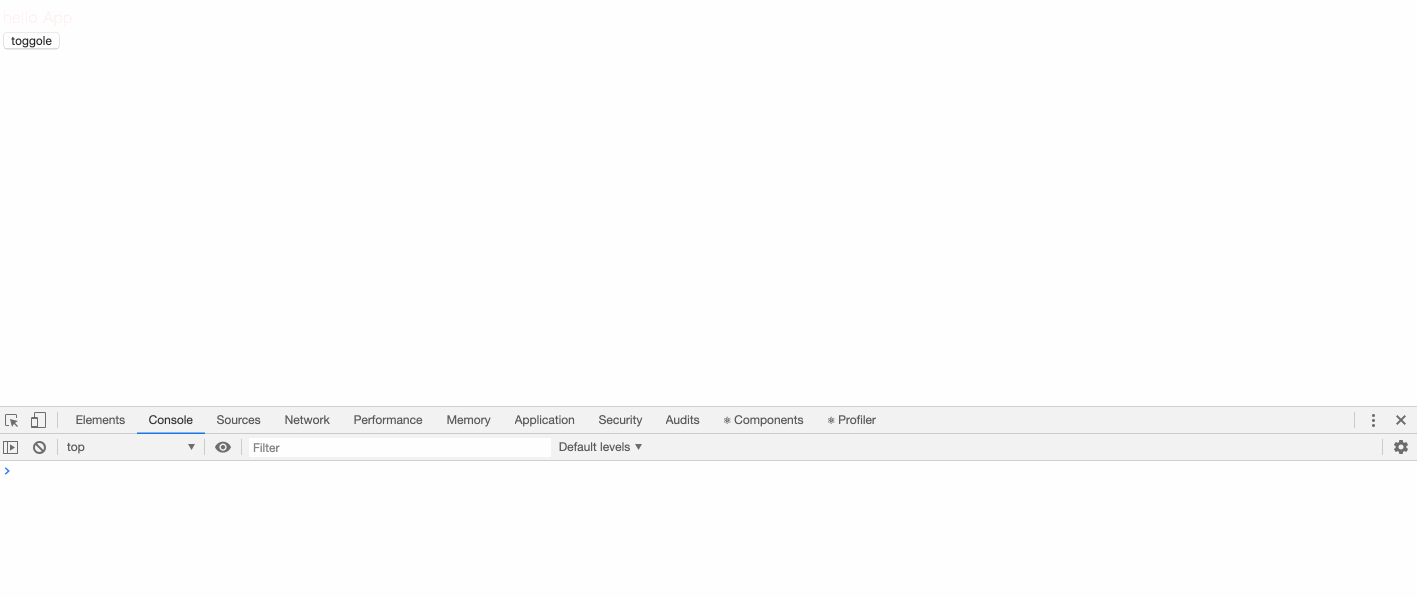 hello App
toggole
Elements Console Sources Network Performance Memory Application Security Audits ⚛ Components ⚛ Profiler
top Filter Default levels